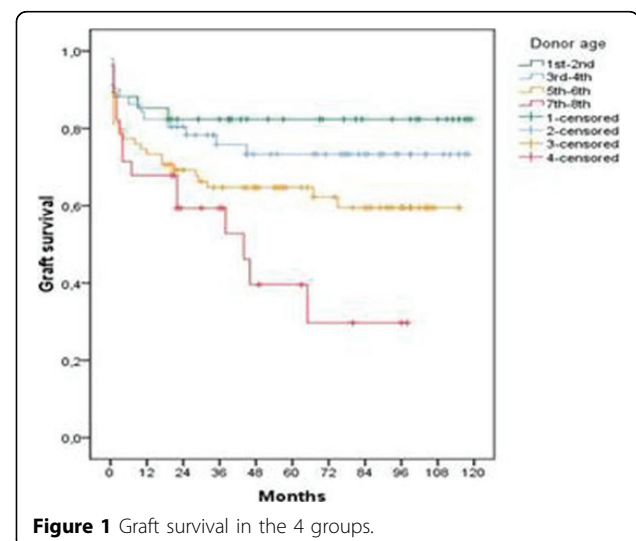 Donor age
1st-2nd
3rd-4th
5th-6th
7th-8th
1-censored
2-censored
3-censored
4-censored
Graft survival
1,0
0,8
0,6
0,4
0,2
0,0
0 12 24 36 48 60 72 84 96 108 120
Months
Figure 1 Graft survival in the 4 groups.